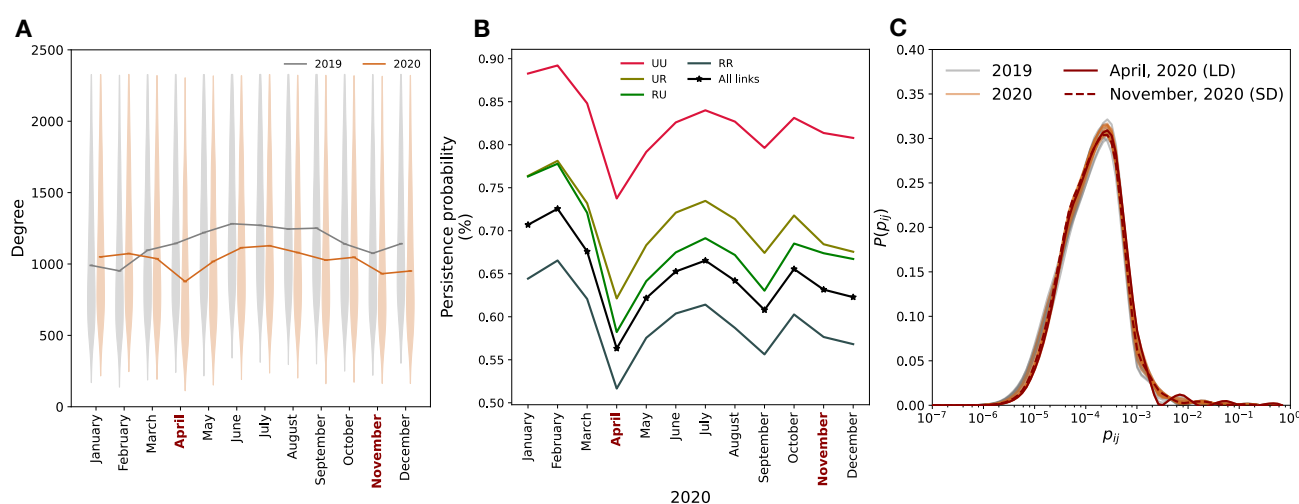 A
2500
2000
1500
1000
500
0
Degree
2019
2020
January
February
March
April
May
June
July
August
September
October
November
December
B
0.90
0.85
0.80
0.75
0.70
0.65
0.60
0.55
0.50
Persistence probability
(%)
UU
UR
RU
RR
All links
January
February
March
April
May
June
July
August
September
October
November
December
2020
C
0.40
0.35
0.30
0.25
0.20
0.15
0.10
0.05
0.00
P(p_ij)
2019
2020
April, 2020 (LD)
November, 2020 (SD)
10⁻⁷
10⁻⁶
10⁻⁵
10⁻⁴
10⁻³
10⁻²
10⁻¹
10⁰
p_ij